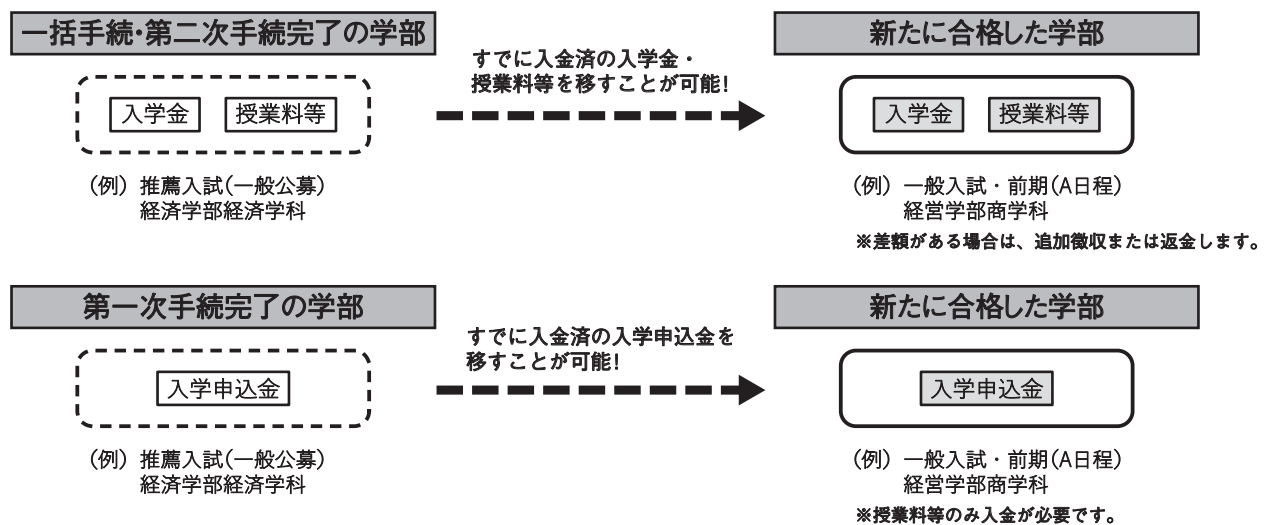 一括手続・第二次手続完了の学部
すでに入金済の入学金・
授業料等を移すことが可能!
新たに合格した学部
入学金 授業料等
入学金 授業料等
(例) 推薦入試(一般公募)
経済学部経済学科
(例) 一般入試・前期(A日程)
経営学部商学科
※差額がある場合は、追加徴収または返金します。
第一次手続完了の学部
すでに入金済の入学申込金を
移すことが可能!
新たに合格した学部
入学申込金
入学申込金
(例) 推薦入試(一般公募)
経済学部経済学科
(例) 一般入試・前期(A日程)
経営学部商学科
※授業料等のみ入金が必要です。